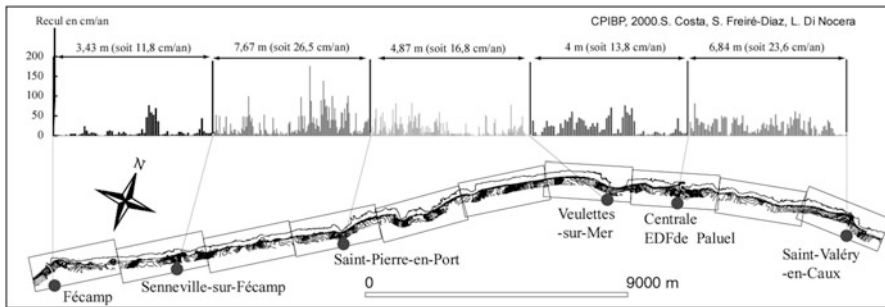 Recul en cm/an
CPIBP, 2000.S. Costa, S. Freiré-Diaz, L. Di Nocera
3,43 m (soit 11,8 cm/an) 7,67 m (soit 26,5 cm/an) 4,87 m (soit 16,8 cm/an) 4 m (soit 13,8 cm/an) 6,84 m (soit 23,6 cm/an)
200
150
100
50
0
N
Veulettes
-sur-Mer
Centrale
EDFde Paluel
Saint-Valéry
-en-Caux
Saint-Pierre-en-Port
Senneville-sur-Fécamp
Fécamp
0 9000 m